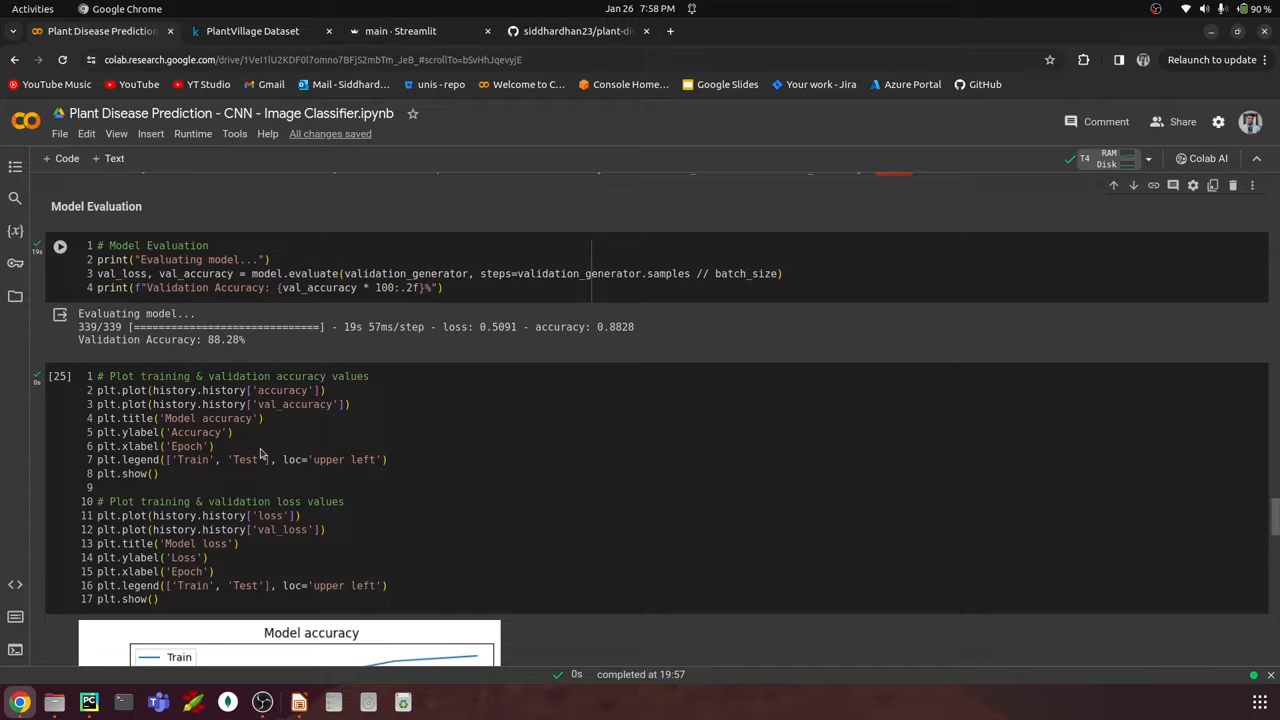 Activities
Google Chrome
Jan 26 7:58 PM
90 %
Plant Disease Prediction
PlantVillage Dataset
main · Streamlit
siddhardhan23/plant-di
colab.research.google.com/drive/1VeI1lU2KDF0l7omno7BFjS2mbTm_JeB_#scrollTo=bSvHhJqevyjE
Relaunch to update
YouTube Music
YouTube
YT Studio
Gmail
Mail - Siddhard...
unis - repo
Welcome to C...
Console Home...
Google Slides
Your work - Jira
Azure Portal
GitHub
Plant Disease Prediction - CNN - Image Classifier.ipynb
File Edit View Insert Runtime Tools Help All changes saved
Comment
Share
+ Code + Text
T4
RAM
Disk
Colab AI
Model Evaluation
19s
1 # Model Evaluation
2 print("Evaluating model...")
3 val_loss, val_accuracy = model.evaluate(validation_generator, steps=validation_generator.samples // batch_size)
4 print(f"Validation Accuracy: {val_accuracy * 100:.2f}%")
Evaluating model...
339/339 [==============================] - 19s 57ms/step - loss: 0.5091 - accuracy: 0.8828
Validation Accuracy: 88.28%
0s
[25]
1 # Plot training & validation accuracy values
2 plt.plot(history.history['accuracy'])
3 plt.plot(history.history['val_accuracy'])
4 plt.title('Model accuracy')
5 plt.ylabel('Accuracy')
6 plt.xlabel('Epoch')
7 plt.legend(['Train', 'Test'], loc='upper left')
8 plt.show()
9
10 # Plot training & validation loss values
11 plt.plot(history.history['loss'])
12 plt.plot(history.history['val_loss'])
13 plt.title('Model loss')
14 plt.ylabel('Loss')
15 plt.xlabel('Epoch')
16 plt.legend(['Train', 'Test'], loc='upper left')
17 plt.show()
Model accuracy
Train
0s completed at 19:57